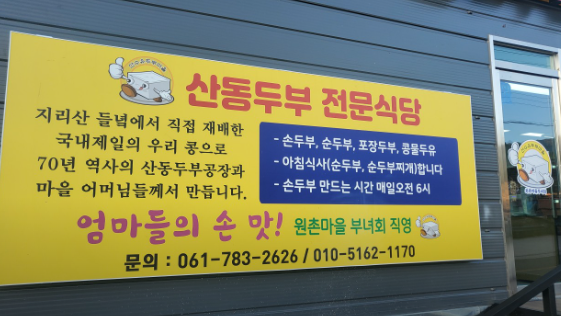 산동두부 전문식당
지리산 들녘에서 직접 재배한
국내제일의 우리 콩으로
70년 역사의 산동두부공장과
마을 어머님들께서 만듭니다.
- 손두부, 순두부, 포장두부, 콩물두유
- 아침식사(순두부, 순두부찌개)합니다
- 손두부 만드는 시간 매일오전 6시
엄마들의 손 맛! 원촌마을 부녀회 직영
문의 : 061-783-2626 / 010-5162-1170